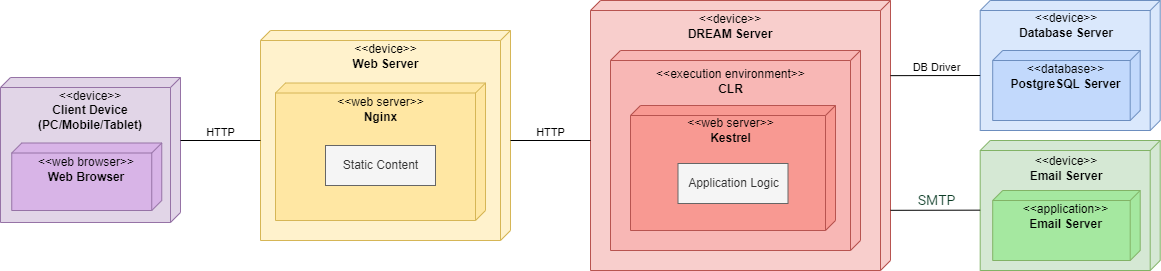 <<device>>
Client Device
(PC/Mobile/Tablet)
<<web browser>>
Web Browser
HTTP
<<device>>
Web Server
<<web server>>
Nginx
Static Content
HTTP
<<device>>
DREAM Server
<<execution environment>>
CLR
<<web server>>
Kestrel
Application Logic
DB Driver
<<device>>
Database Server
<<database>>
PostgreSQL Server
SMTP
<<device>>
Email Server
<<application>>
Email Server